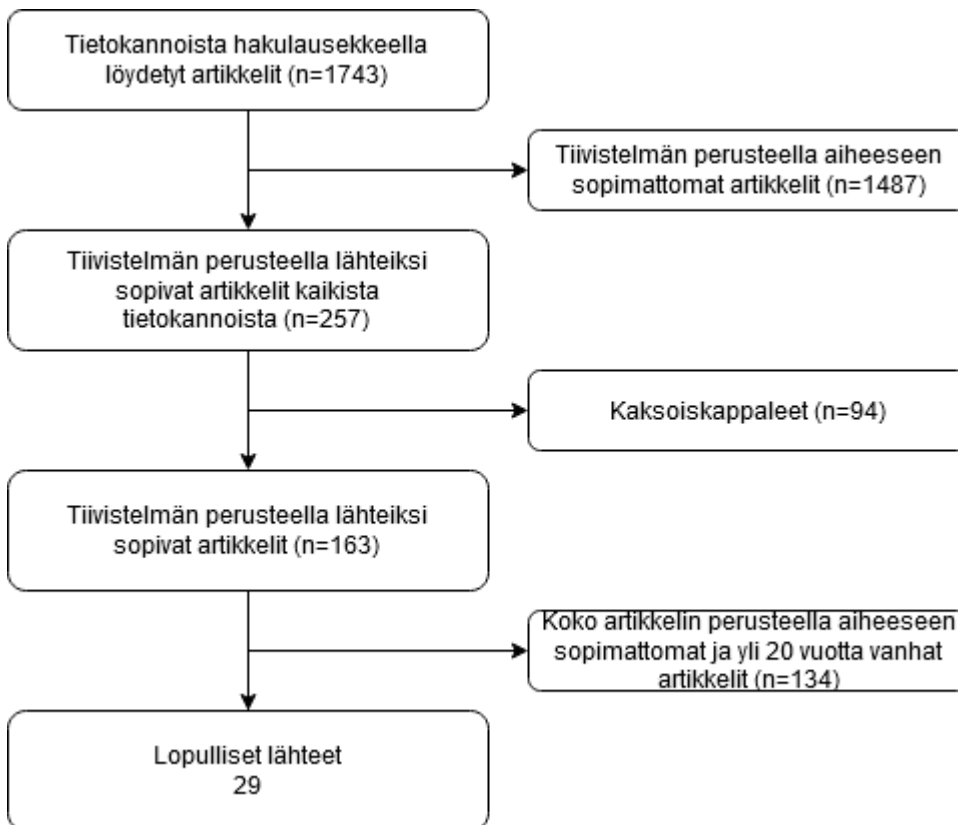 Tietokannoista hakulausekkeella
löydetyt artikkelit (n=1743)
Tiivistelmän perusteella aiheeseen
sopimattomat artikkelit (n=1487)
Tiivistelmän perusteella lähteiksi
sopivat artikkelit kaikista
tietokannoista (n=257)
Kaksoiskappaleet (n=94)
Tiivistelmän perusteella lähteiksi
sopivat artikkelit (n=163)
Koko artikkelin perusteella aiheeseen
sopimattomat ja yli 20 vuotta vanhat
artikkelit (n=134)
Lopulliset lähteet
29